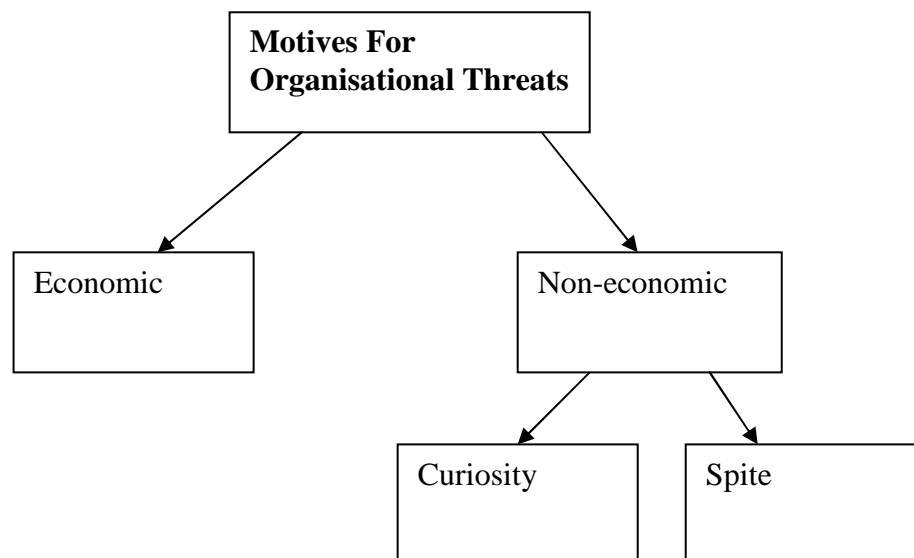 Motives For
Organisational Threats
Economic
Non-economic
Curiosity
Spite